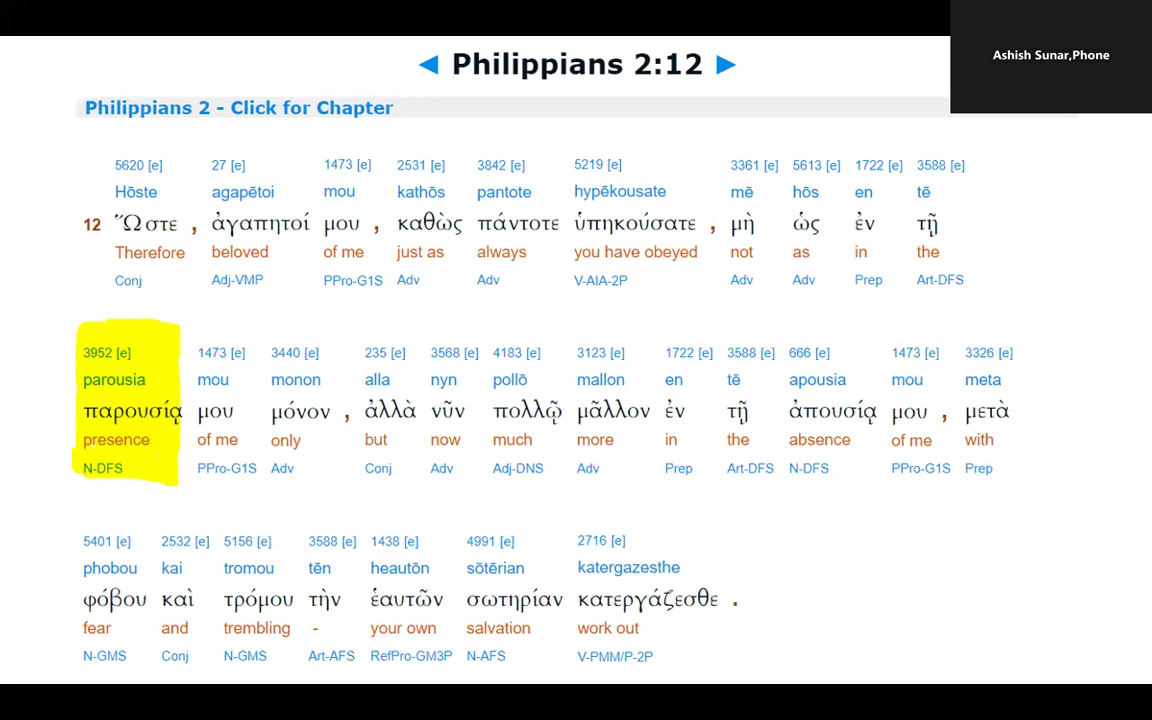 Ashish Sunar,Phone
◄ Philippians 2:12 ►
Philippians 2 - Click for Chapter
5620 [e] 27 [e] 1473 [e] 2531 [e] 3842 [e] 5219 [e] 3361 [e] 5613 [e] 1722 [e] 3588 [e]
Hōste agapētoi mou kathōs pantote hypēkousate mē hōs en tē
12 Ὥστε , ἀγαπητοί μου , καθὼς πάντοτε ὑπηκούσατε , μὴ ὡς ἐν τῇ
Therefore beloved of me just as always you have obeyed not as in the
Conj Adj-VMP PPro-G1S Adv Adv V-AIA-2P Adv Adv Prep Art-DFS
3952 [e] 1473 [e] 3440 [e] 235 [e] 3568 [e] 4183 [e] 3123 [e] 1722 [e] 3588 [e] 666 [e] 1473 [e] 3326 [e]
parousia mou monon alla nyn pollō mallon en tē apousia mou meta
παρουσίᾳ μου μόνον , ἀλλὰ νῦν πολλῷ μᾶλλον ἐν τῇ ἀπουσίᾳ μου , μετὰ
presence of me only but now much more in the absence of me with
N-DFS PPro-G1S Adv Conj Adv Adj-DNS Adv Prep Art-DFS N-DFS PPro-G1S Prep
5401 [e] 2532 [e] 5156 [e] 3588 [e] 1438 [e] 4991 [e] 2716 [e]
phobou kai tromou tēn heautōn sōtērian katergazesthe
φόβου καὶ τρόμου τὴν ἑαυτῶν σωτηρίαν κατεργάζεσθε .
fear and trembling - your own salvation work out
N-GMS Conj N-GMS Art-AFS RefPro-GM3P N-AFS V-PMM/P-2P